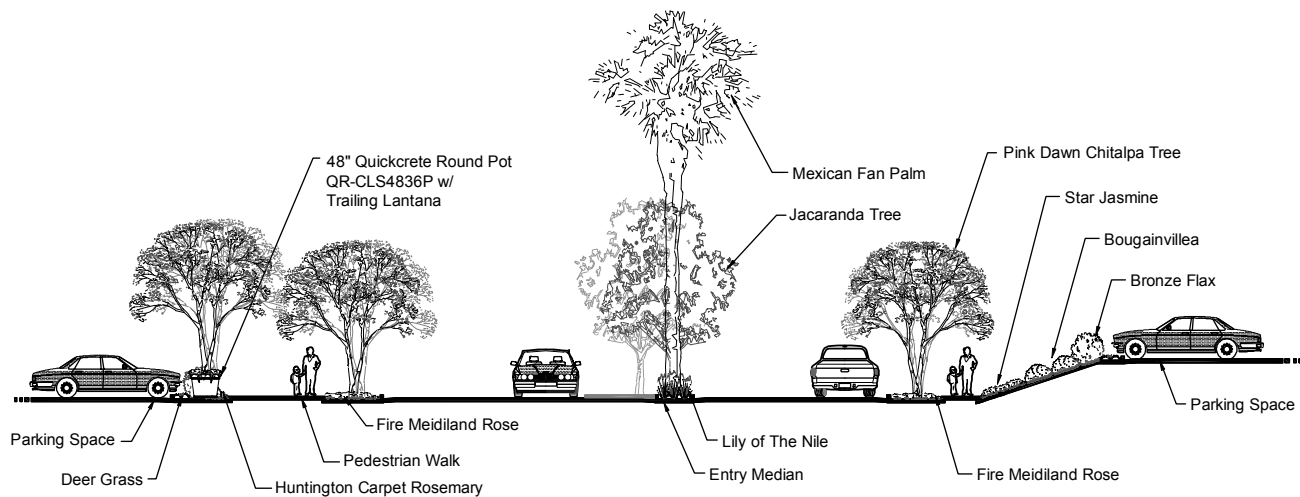 48" Quickcrete Round Pot
QR-CLS4836P w/
Trailing Lantana
Mexican Fan Palm
Jacaranda Tree
Pink Dawn Chitalpa Tree
Star Jasmine
Bougainvillea
Bronze Flax
Parking Space
Deer Grass
Huntington Carpet Rosemary
Pedestrian Walk
Fire Meidiland Rose
Lily of The Nile
Entry Median
Fire Meidiland Rose
Parking Space